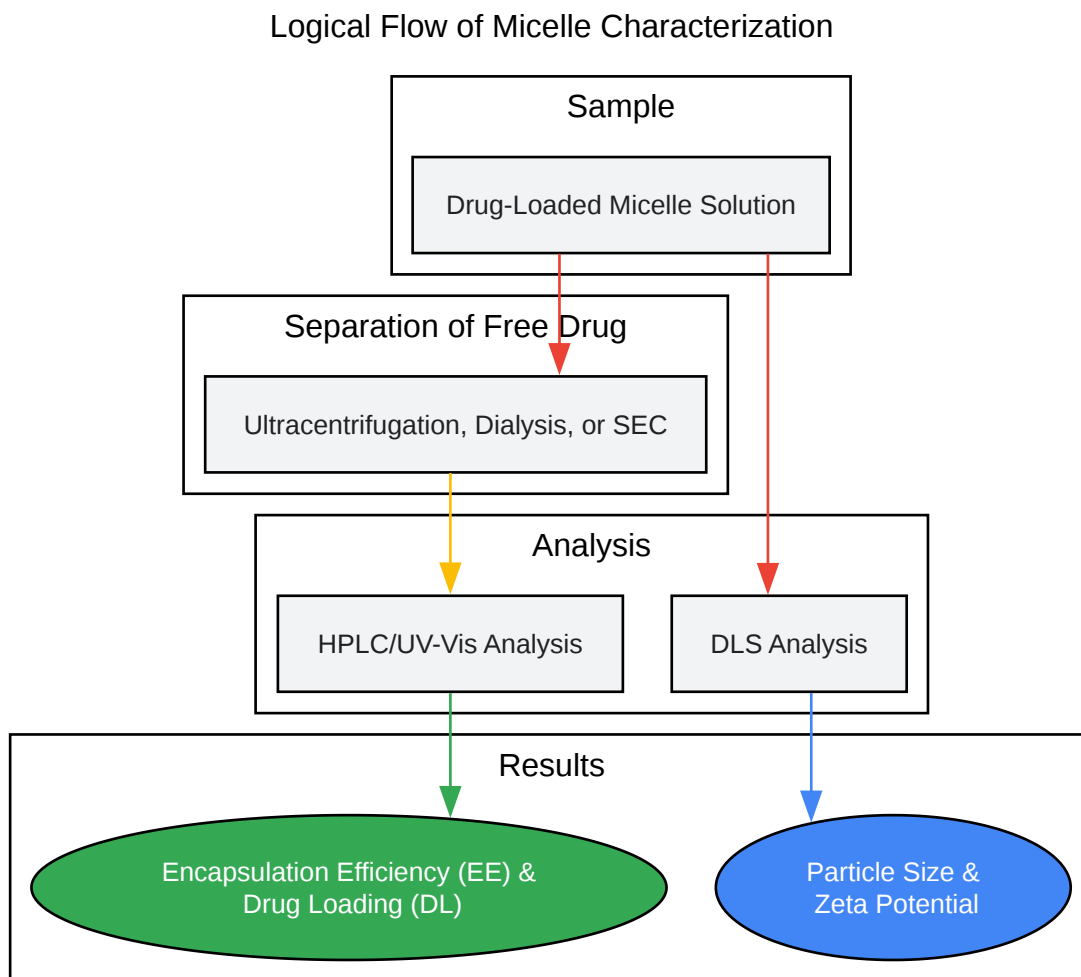 Logical Flow of Micelle Characterization
Sample
Drug-Loaded Micelle Solution
Separation of Free Drug
Ultracentrifugation, Dialysis, or SEC
Analysis
HPLC/UV-Vis Analysis
DLS Analysis
Results
Encapsulation Efficiency (EE) &
Drug Loading (DL)
Particle Size &
Zeta Potential